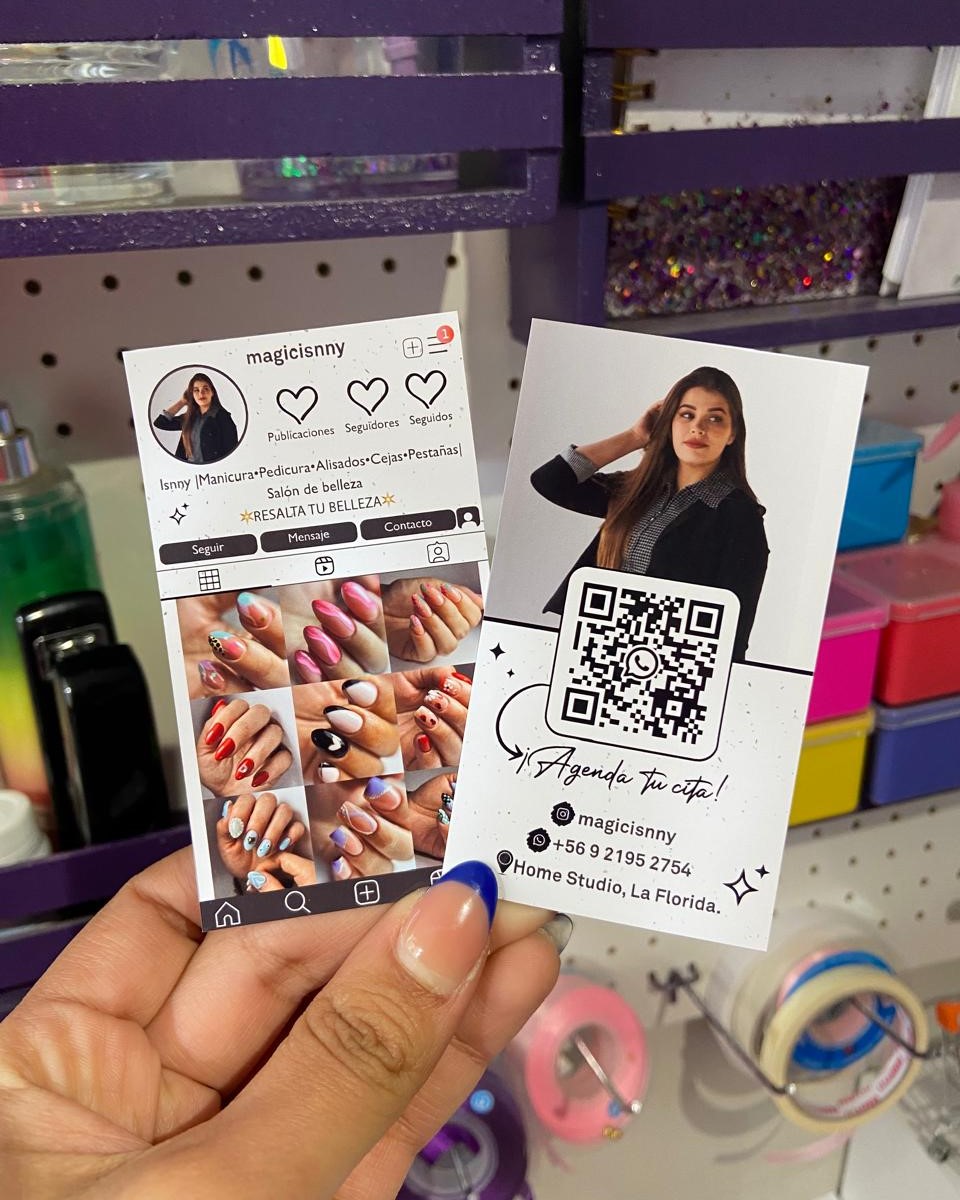 magicisnny
1
Publicaciones
Seguidores
Seguidos
Isnny |Manicura•Pedicura•Alisados•Cejas•Pestañas|
Salón de belleza
RESALTA TU BELLEZA
Seguir
Mensaje
Contacto
¡Agenda tu cita!
magicisnny
+56 9 2195 2754
Home Studio, La Florida.